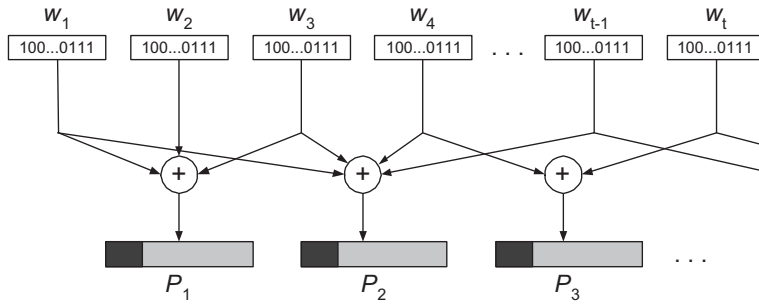 w1 w2 w3 w4 wt-1 wt
100...0111 100...0111 100...0111 100...0111 . . . 100...0111 100...0111
+ + +
. . .
P1 P2 P3